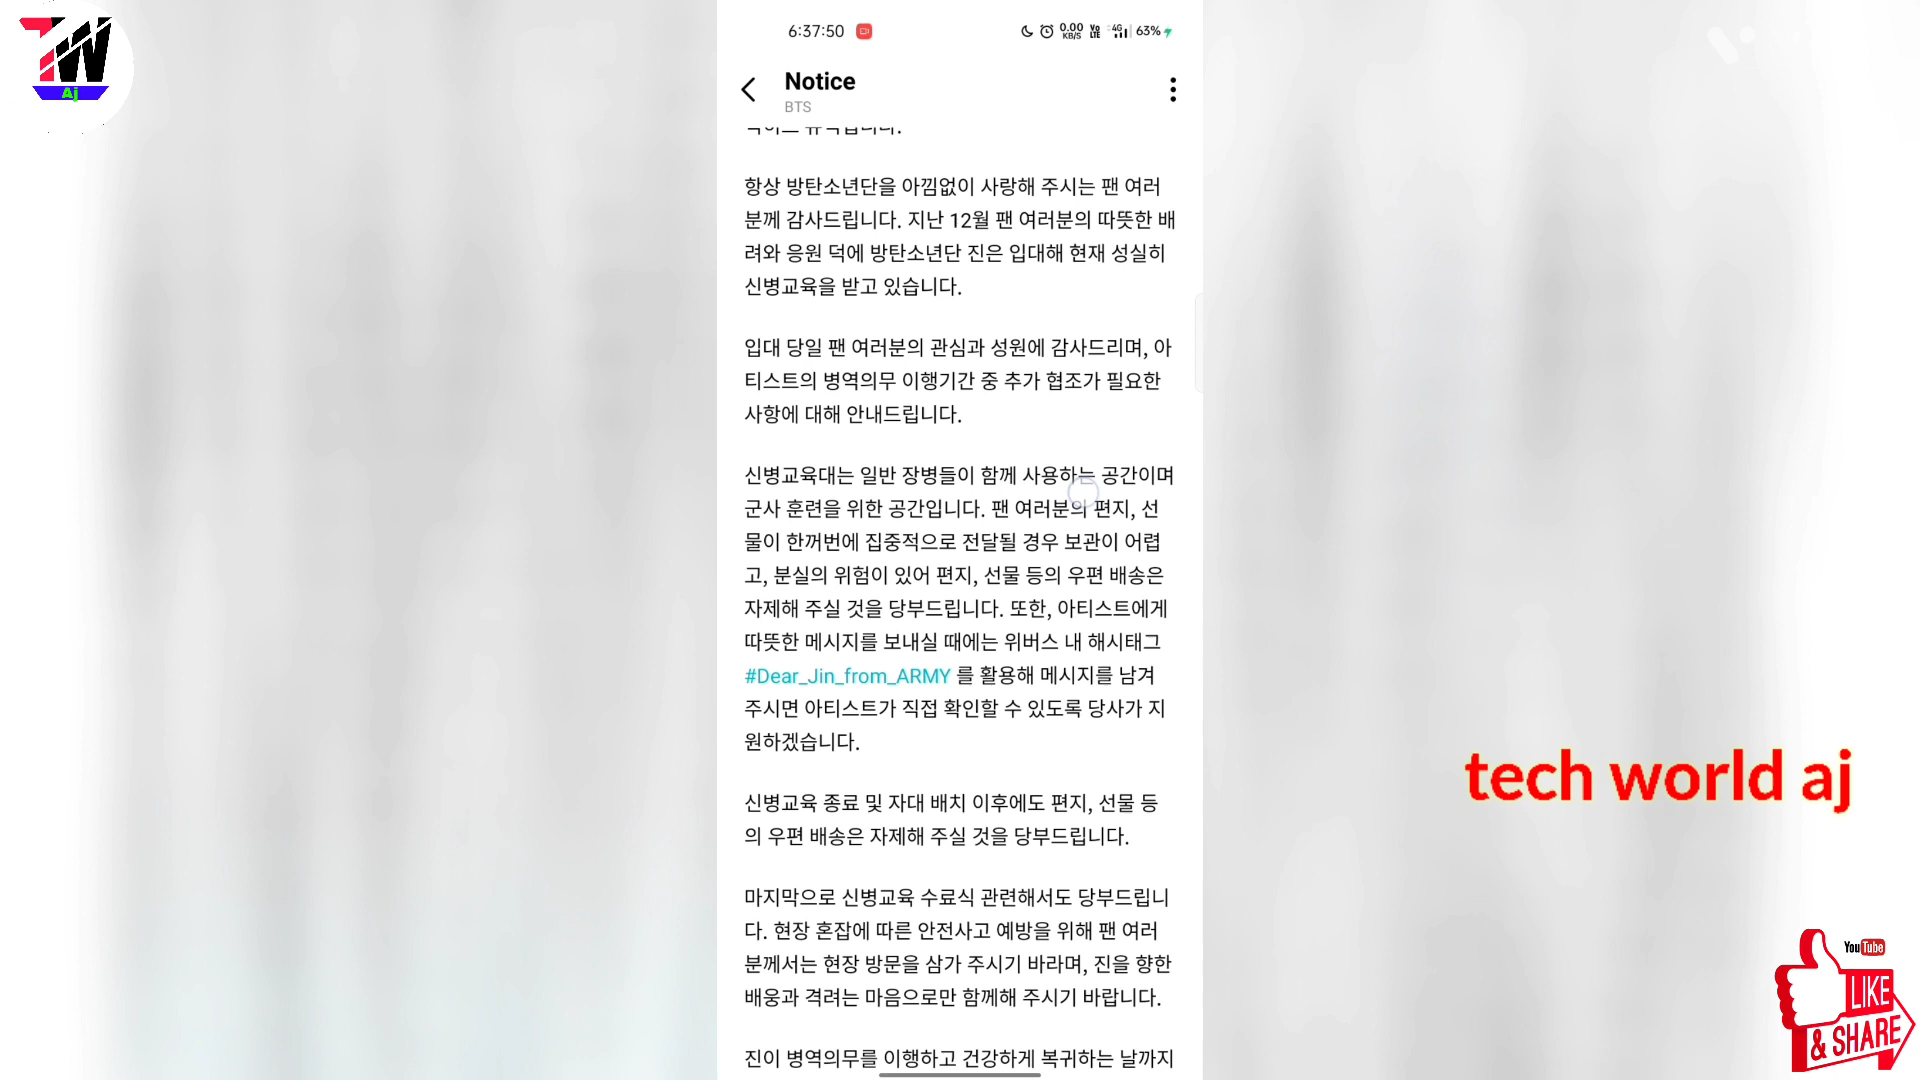 TW
Aj
6:37:50
0.00 KB/S VoLTE 4G 63%
Notice
BTS
항상 방탄소년단을 아낌없이 사랑해 주시는 팬 여러
분께 감사드립니다. 지난 12월 팬 여러분의 따뜻한 배
려와 응원 덕에 방탄소년단 진은 입대해 현재 성실히
신병교육을 받고 있습니다.
입대 당일 팬 여러분의 관심과 성원에 감사드리며, 아
티스트의 병역의무 이행기간 중 추가 협조가 필요한
사항에 대해 안내드립니다.
신병교육대는 일반 장병들이 함께 사용하는 공간이며
군사 훈련을 위한 공간입니다. 팬 여러분의 편지, 선
물이 한꺼번에 집중적으로 전달될 경우 보관이 어렵
고, 분실의 위험이 있어 편지, 선물 등의 우편 배송은
자제해 주실 것을 당부드립니다. 또한, 아티스트에게
따뜻한 메시지를 보내실 때에는 위버스 내 해시태그
#Dear_Jin_from_ARMY 를 활용해 메시지를 남겨
주시면 아티스트가 직접 확인할 수 있도록 당사가 지
원하겠습니다.
신병교육 종료 및 자대 배치 이후에도 편지, 선물 등
의 우편 배송은 자제해 주실 것을 당부드립니다.
마지막으로 신병교육 수료식 관련해서도 당부드립니
다. 현장 혼잡에 따른 안전사고 예방을 위해 팬 여러
분께서는 현장 방문을 삼가 주시기 바라며, 진을 향한
배웅과 격려는 마음으로만 함께해 주시기 바랍니다.
진이 병역의무를 이행하고 건강하게 복귀하는 날까지
tech world aj
YouTube
LIKE
& SHARE